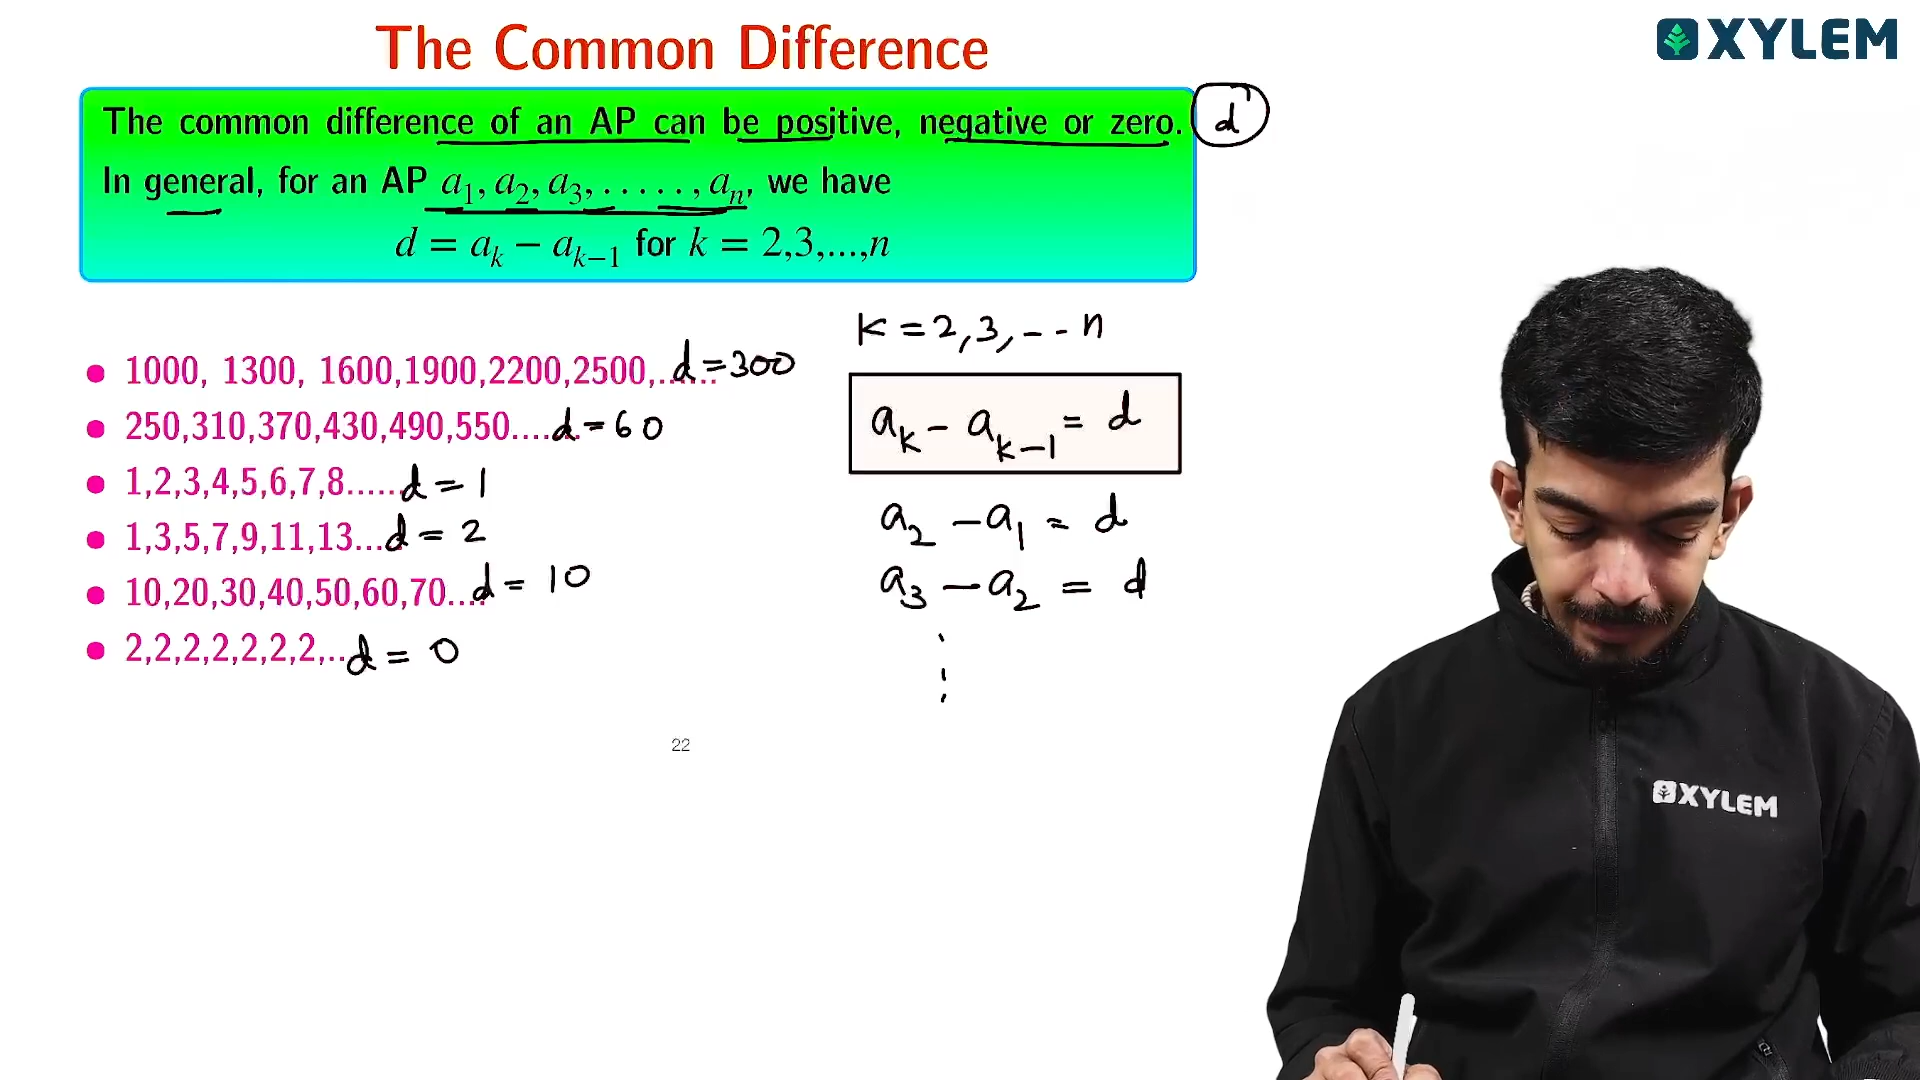 The Common Difference
XYLEM
The common difference of an AP can be positive, negative or zero. d
In general, for an AP a₁, a₂, a₃, . . . . . ., aₙ, we have
d = aₖ − aₖ₋₁ for k = 2,3,...,n
1000, 1300, 1600,1900,2200,2500,...... d = 300
250,310,370,430,490,550....... d = 60
1,2,3,4,5,6,7,8...... d = 1
1,3,5,7,9,11,13.... d = 2
10,20,30,40,50,60,70.... d = 10
2,2,2,2,2,2,2,.. d = 0
k = 2,3, - - n
aₖ − aₖ₋₁ = d
a₂ − a₁ = d
a₃ − a₂ = d
22
XYLEM